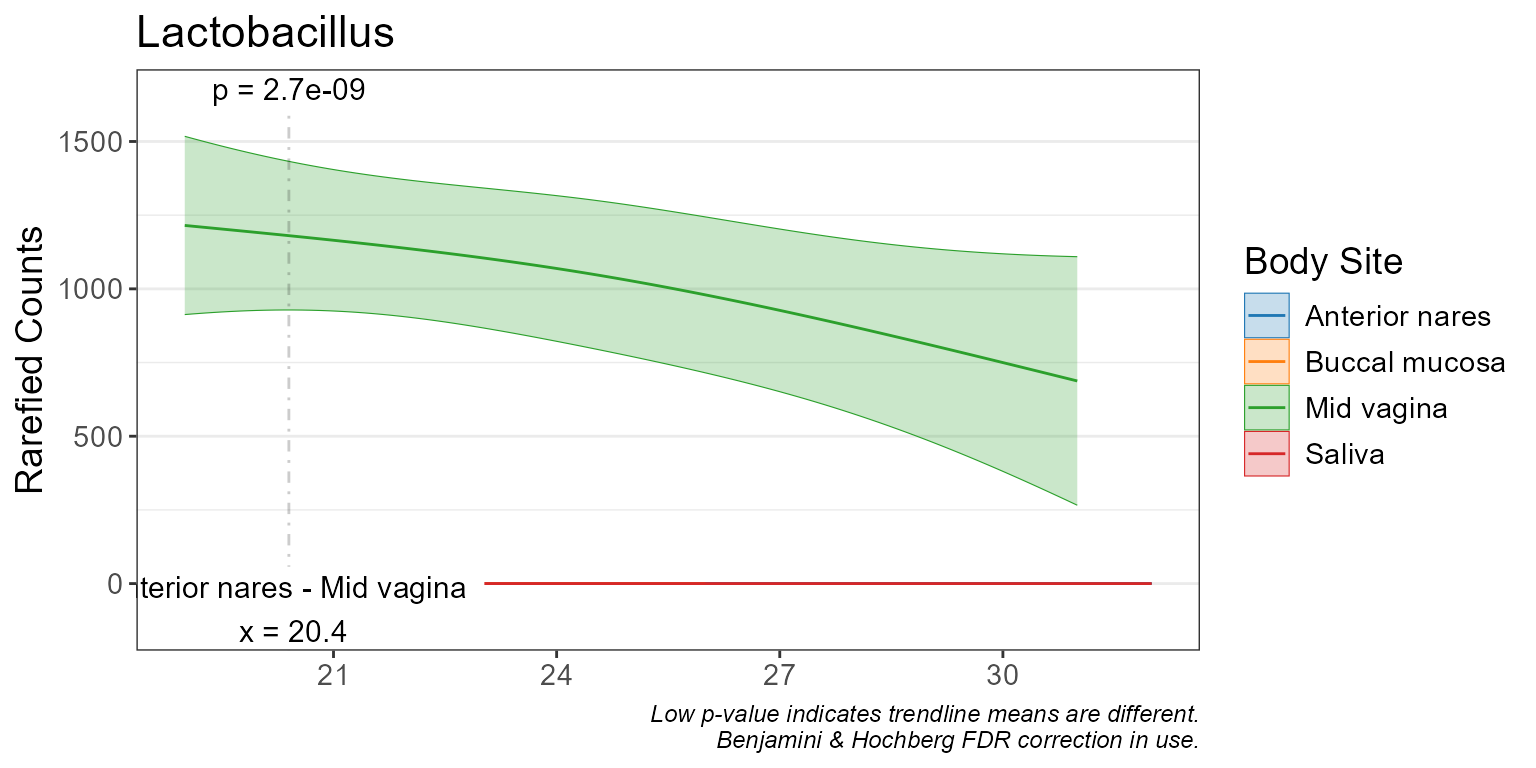 Lactobacillus
p = 2.7e-09
1500
1000
500
0
terior nares - Mid vagina
x = 20.4
21
24
27
30
Rarefied Counts
Body Site
Anterior nares
Buccal mucosa
Mid vagina
Saliva
Low p-value indicates trendline means are different.
Benjamini & Hochberg FDR correction in use.